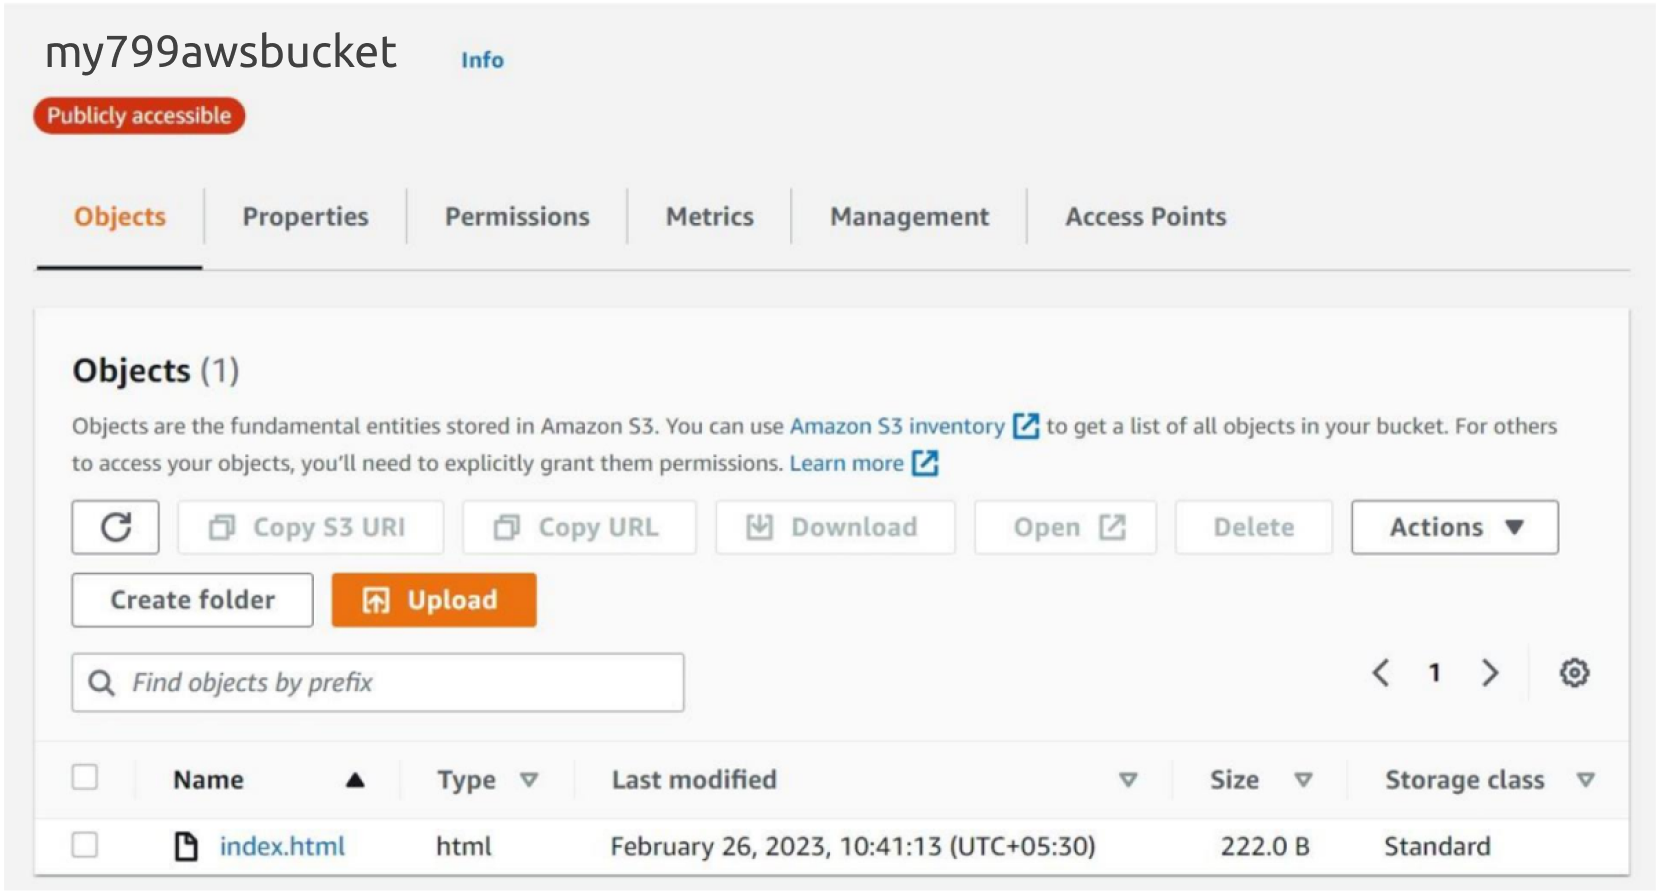 my799awsbucket Info
Publicly accessible
Objects Properties Permissions Metrics Management Access Points
Objects (1)
Objects are the fundamental entities stored in Amazon S3. You can use Amazon S3 inventory to get a list of all objects in your bucket. For others
to access your objects, you'll need to explicitly grant them permissions. Learn more
Copy S3 URI Copy URL Download Open Delete Actions
Create folder Upload
Find objects by prefix 1
Name Type Last modified Size Storage class
index.html html February 26, 2023, 10:41:13 (UTC+05:30) 222.0 B Standard